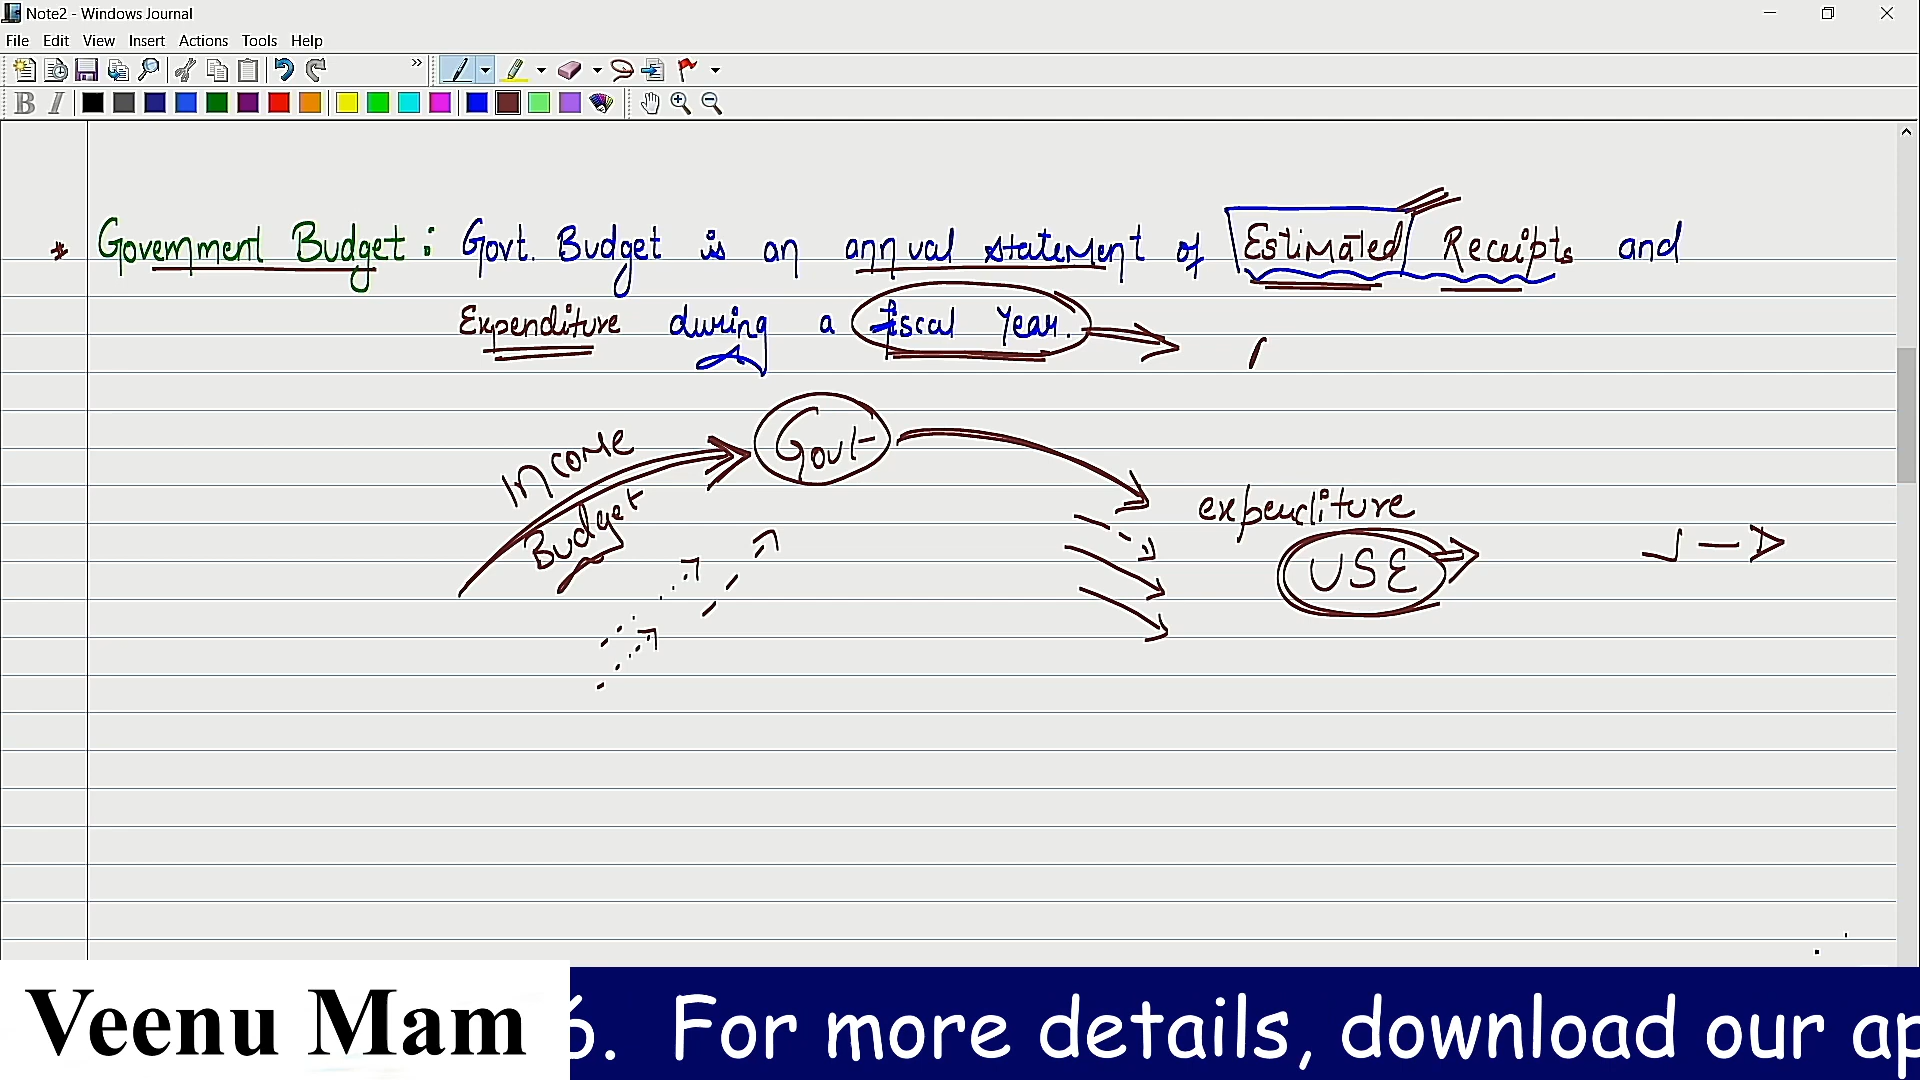 Note2 - Windows Journal
File Edit View Insert Actions Tools Help
B I
* Government Budget : Govt. Budget is an annual statement of Estimated Receipts and
Expenditure during a fiscal Year.
Govt
Income
Budget
expenditure
USE
Veenu Mam
6. For more details, download our ap